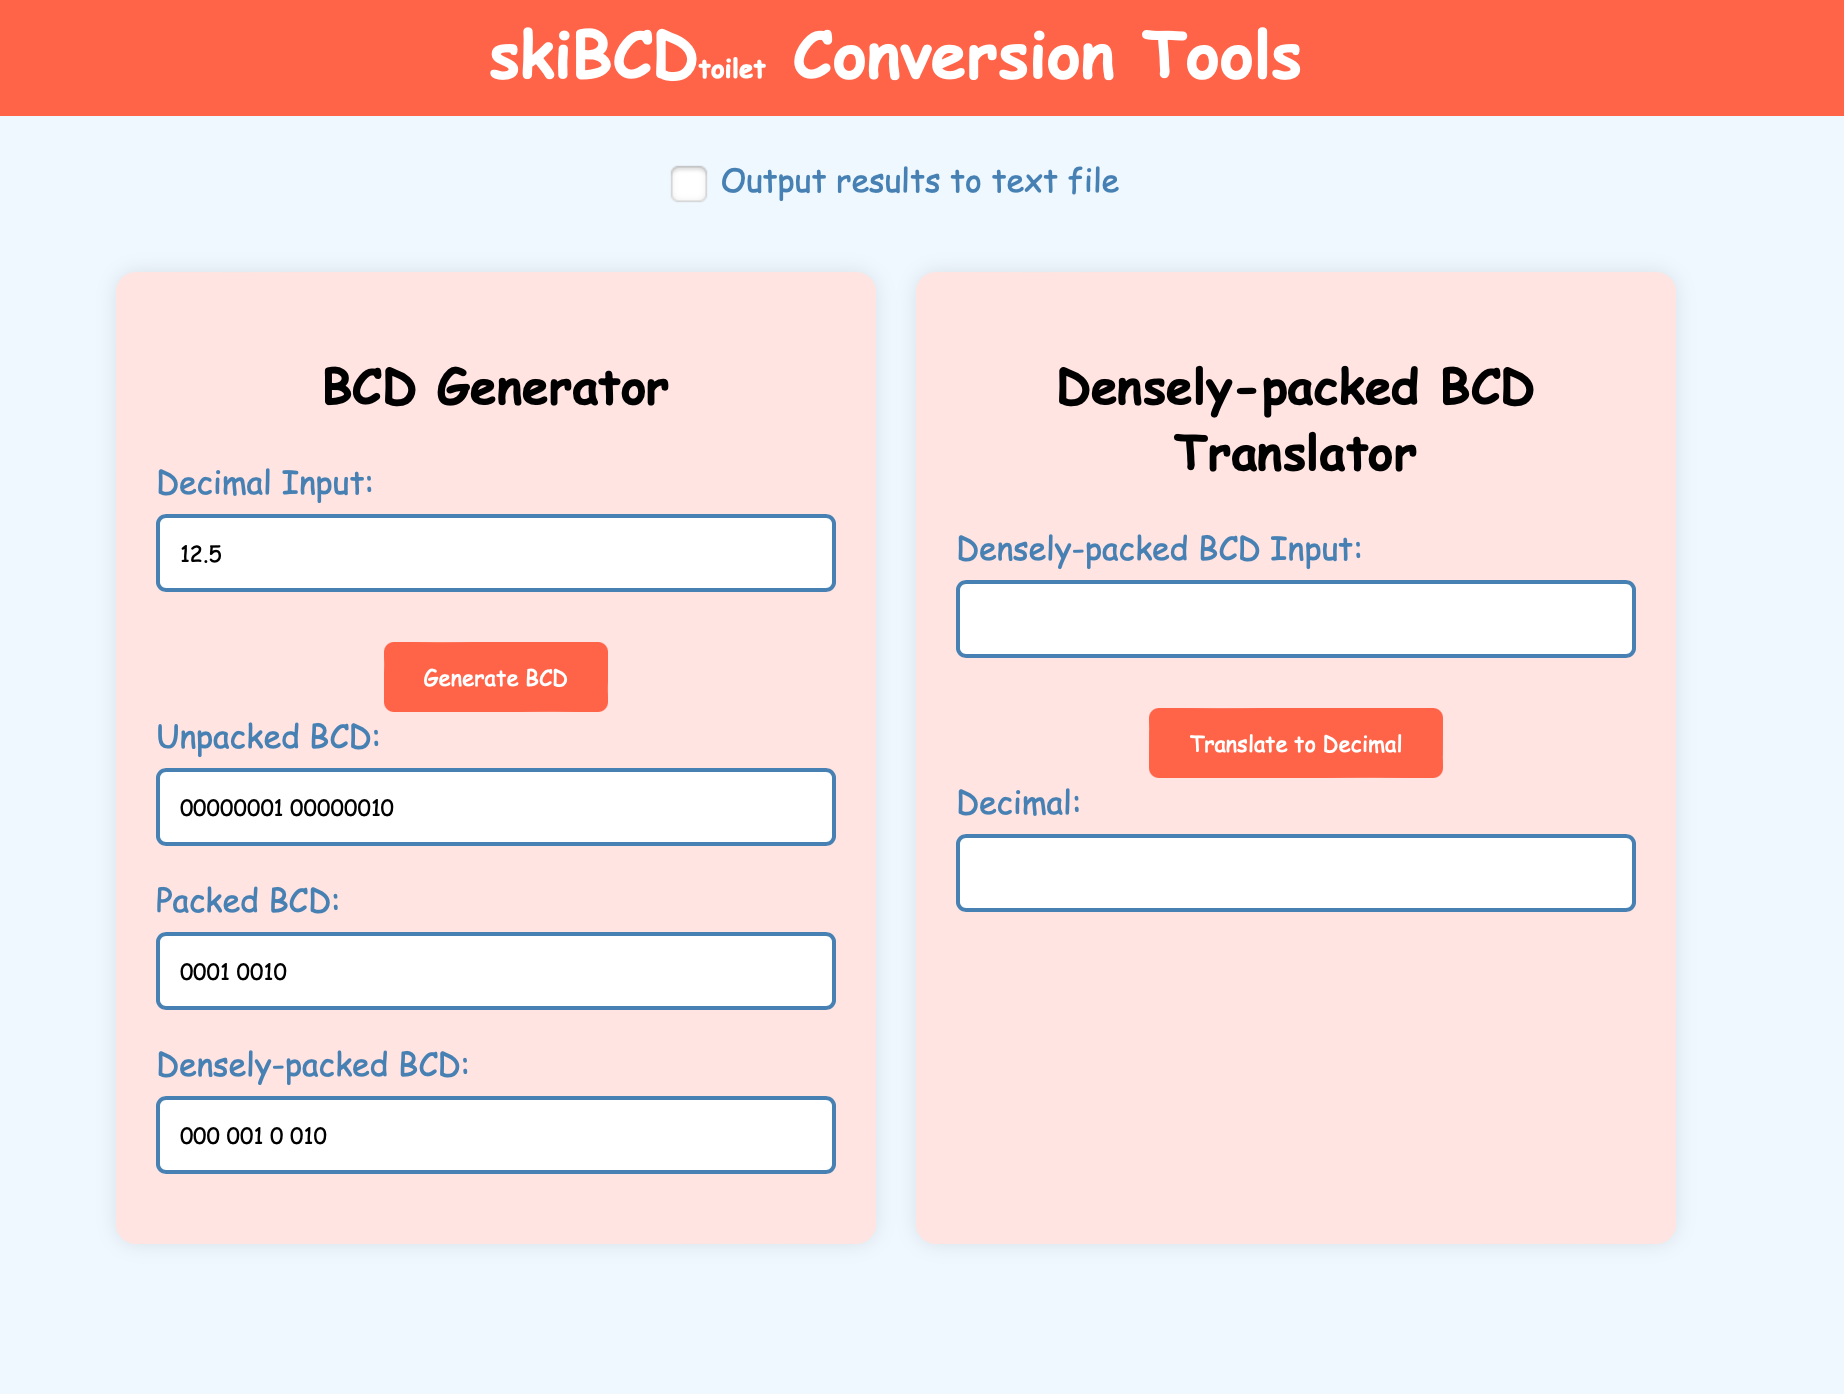 skiBCDtoilet Conversion Tools
Output results to text file
BCD Generator
Decimal Input:
12.5
Generate BCD
Unpacked BCD:
00000001 00000010
Packed BCD:
0001 0010
Densely-packed BCD:
000 001 0 010
Densely-packed BCD
Translator
Densely-packed BCD Input:
Translate to Decimal
Decimal: